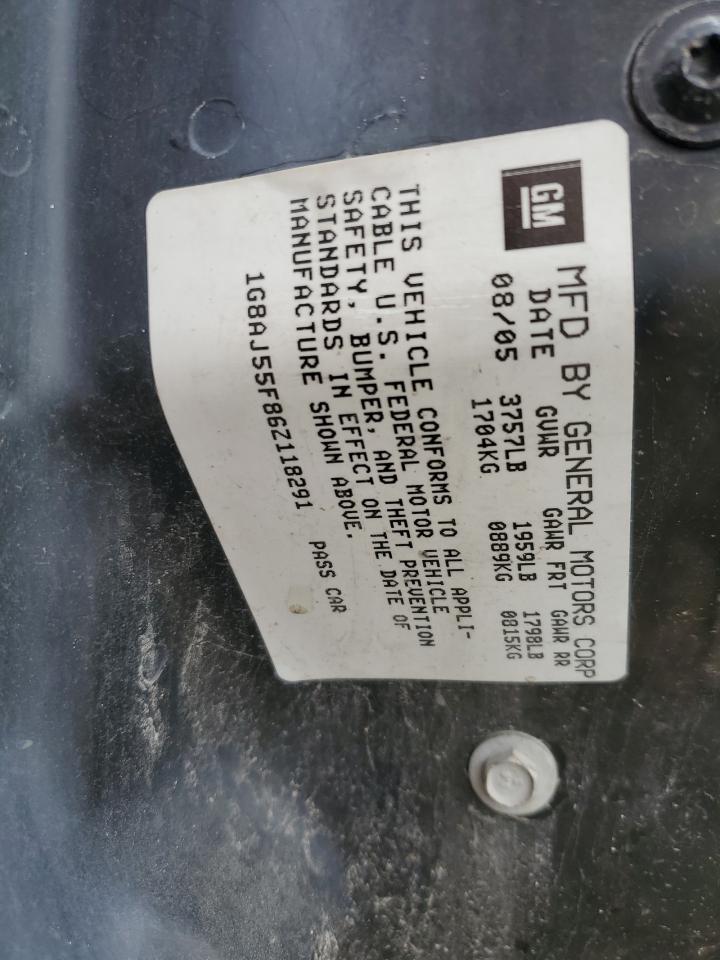 GM
MFD BY GENERAL MOTORS CORP
DATE GVWR GAWR FRT GAWR RR
08/05 3757LB 1959LB 1798LB
1704KG 0889KG 0815KG
THIS VEHICLE CONFORMS TO ALL APPLI-
CABLE U.S. FEDERAL MOTOR VEHICLE
SAFETY, BUMPER, AND THEFT PREVENTION
STANDARDS IN EFFECT ON THE DATE OF
MANUFACTURE SHOWN ABOVE.
1G8AJ55F86Z118291 PASS CAR